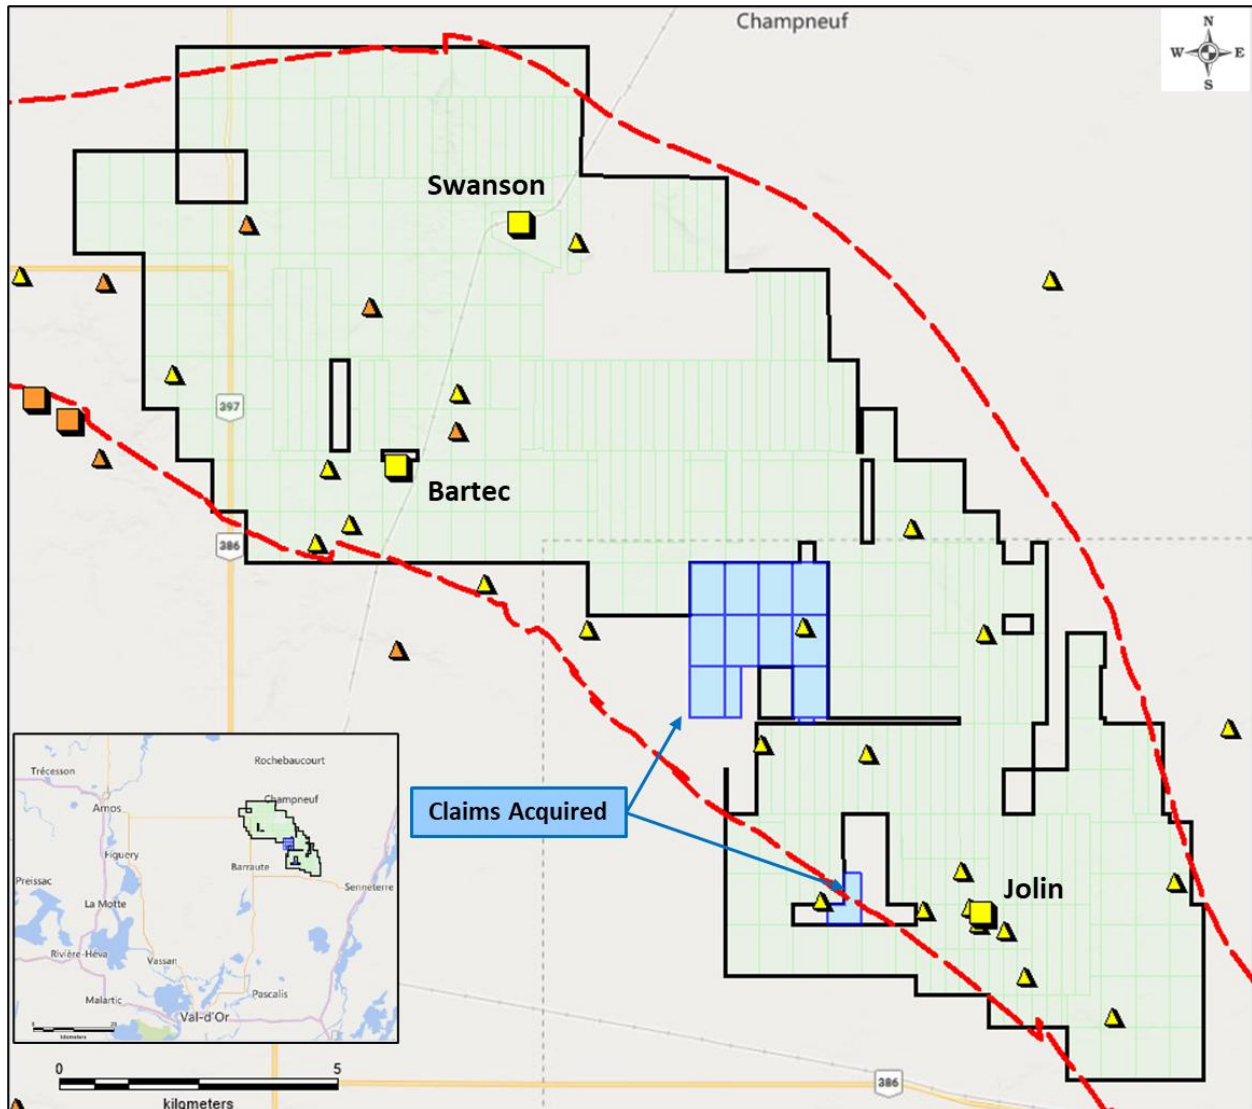 Champneuf
N
W E
S
Swanson
397
Bartec
386
Claims Acquired
Jolin
Rochebaucourt
Trécesson
Champneuf
Amos
Figuery
Barraute
Preissac
Senneterre
La Motte
Rivière-Héva
Vassan
Malartic
Pascalis
Val-d'Or
kilometers
0 5
386
kilometers